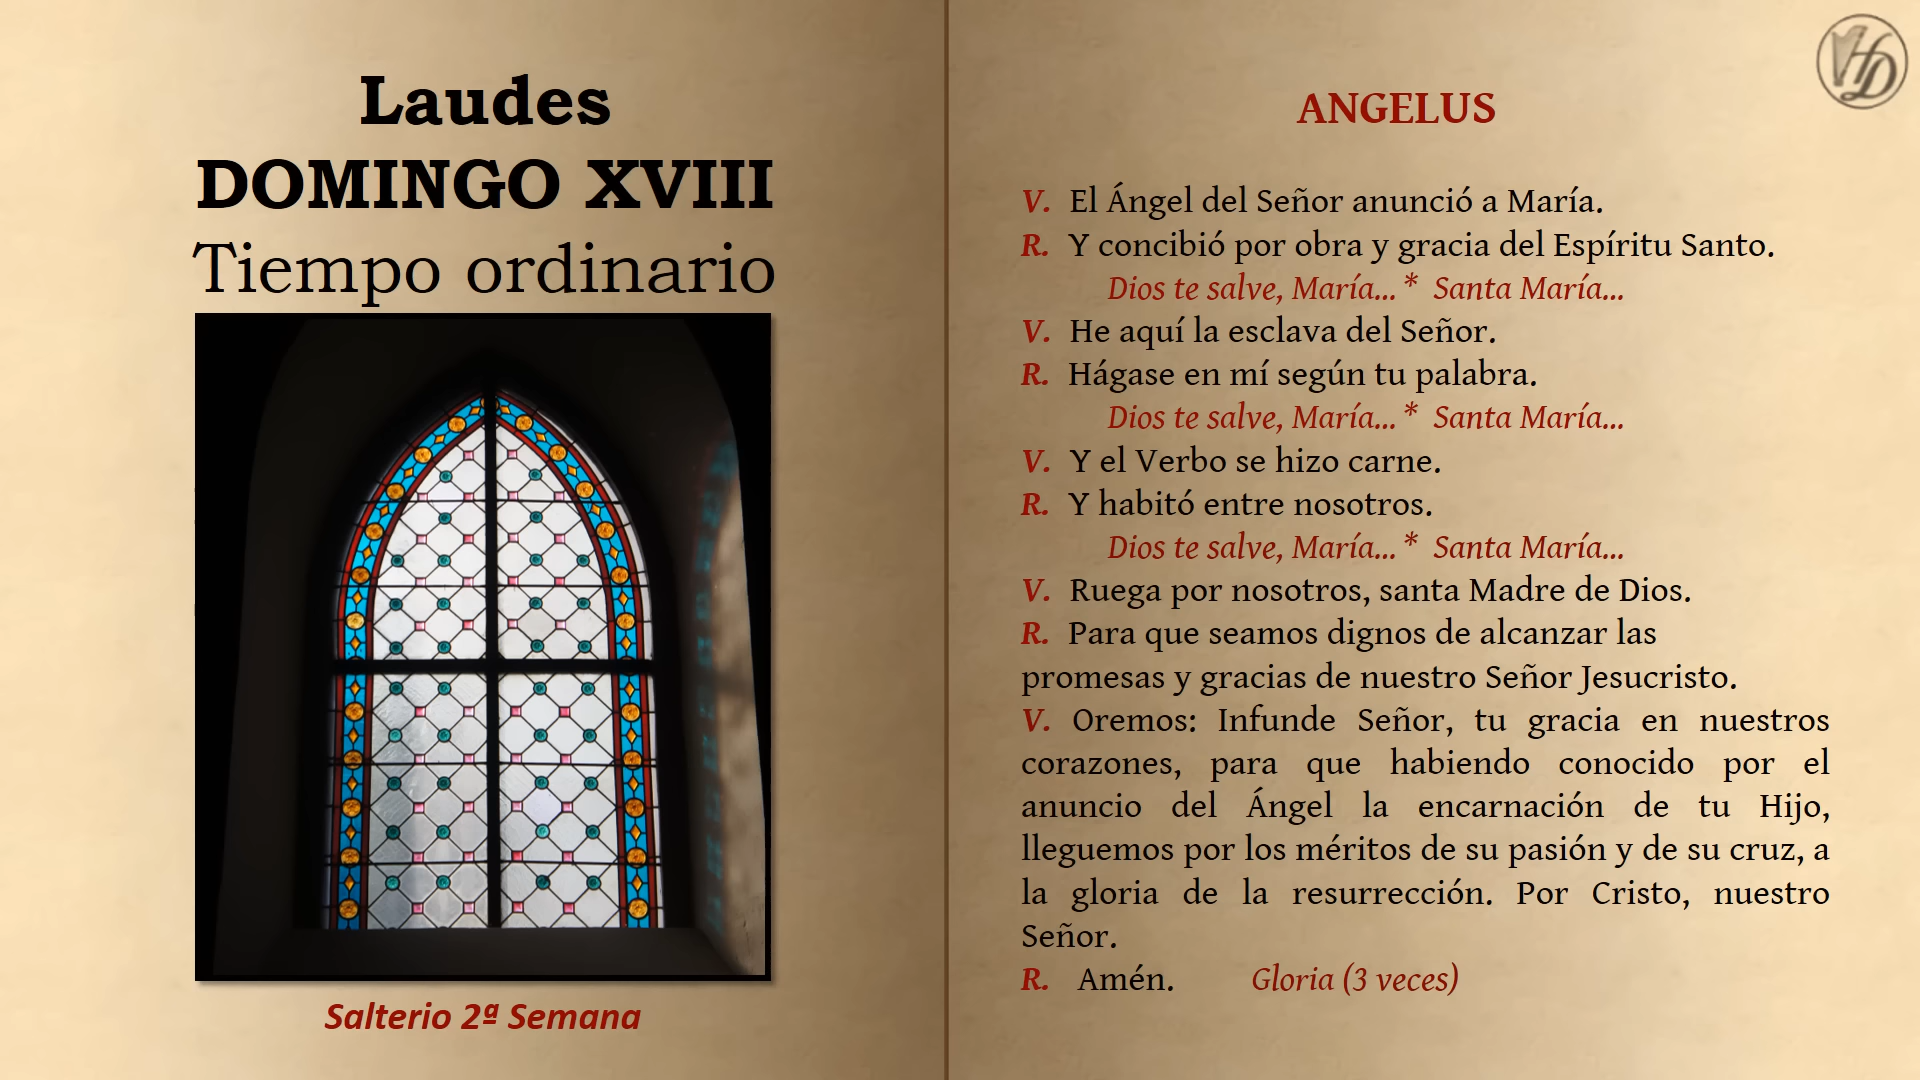 Laudes
DOMINGO XVIII
Tiempo ordinario
Salterio 2ª Semana
HD
ANGELUS
V. El Ángel del Señor anunció a María.
R. Y concibió por obra y gracia del Espíritu Santo.
Dios te salve, María... * Santa María...
V. He aquí la esclava del Señor.
R. Hágase en mí según tu palabra.
Dios te salve, María... * Santa María...
V. Y el Verbo se hizo carne.
R. Y habitó entre nosotros.
Dios te salve, María... * Santa María...
V. Ruega por nosotros, santa Madre de Dios.
R. Para que seamos dignos de alcanzar las
promesas y gracias de nuestro Señor Jesucristo.
V. Oremos: Infunde Señor, tu gracia en nuestros
corazones, para que habiendo conocido por el
anuncio del Ángel la encarnación de tu Hijo,
lleguemos por los méritos de su pasión y de su cruz, a
la gloria de la resurrección. Por Cristo, nuestro
Señor.
R. Amén. Gloria (3 veces)